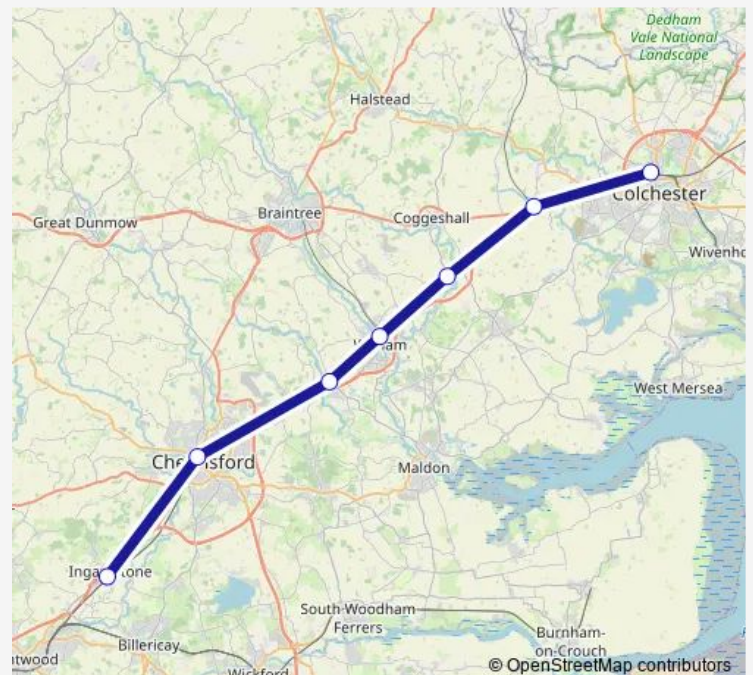 Dedham
Vale National
Landscape
Halstead
Colchester
Braintree
Coggeshall
Great Dunmow
West Mersea
Maldon
South Woodham
Ferrers
Burnham-
on-Crouch
Billericay
Wickford
© OpenStreetMap contributors